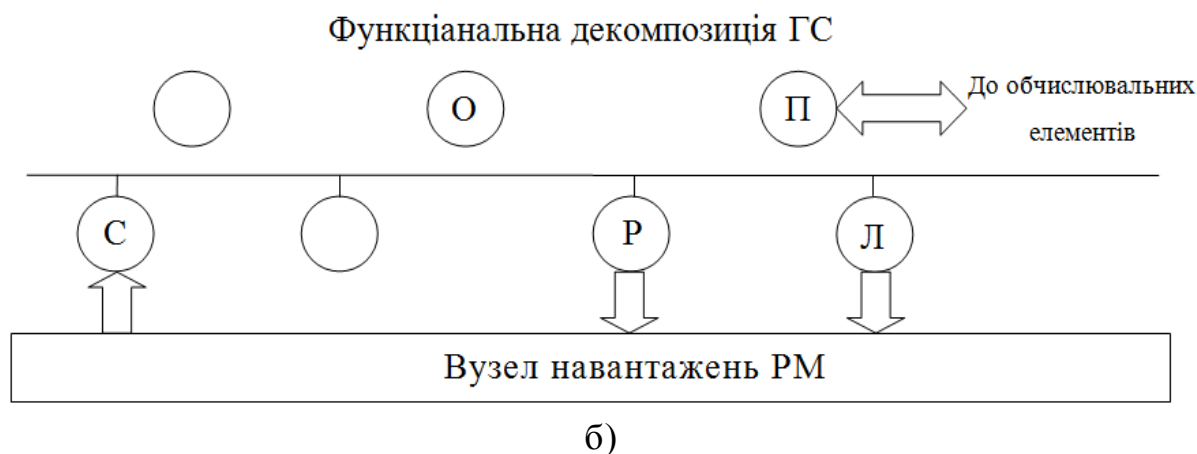 Функціанальна декомпозиція ГС
О
П
До обчислювальних
елементів
С
Р
Л
Вузел навантажень РМ
б)